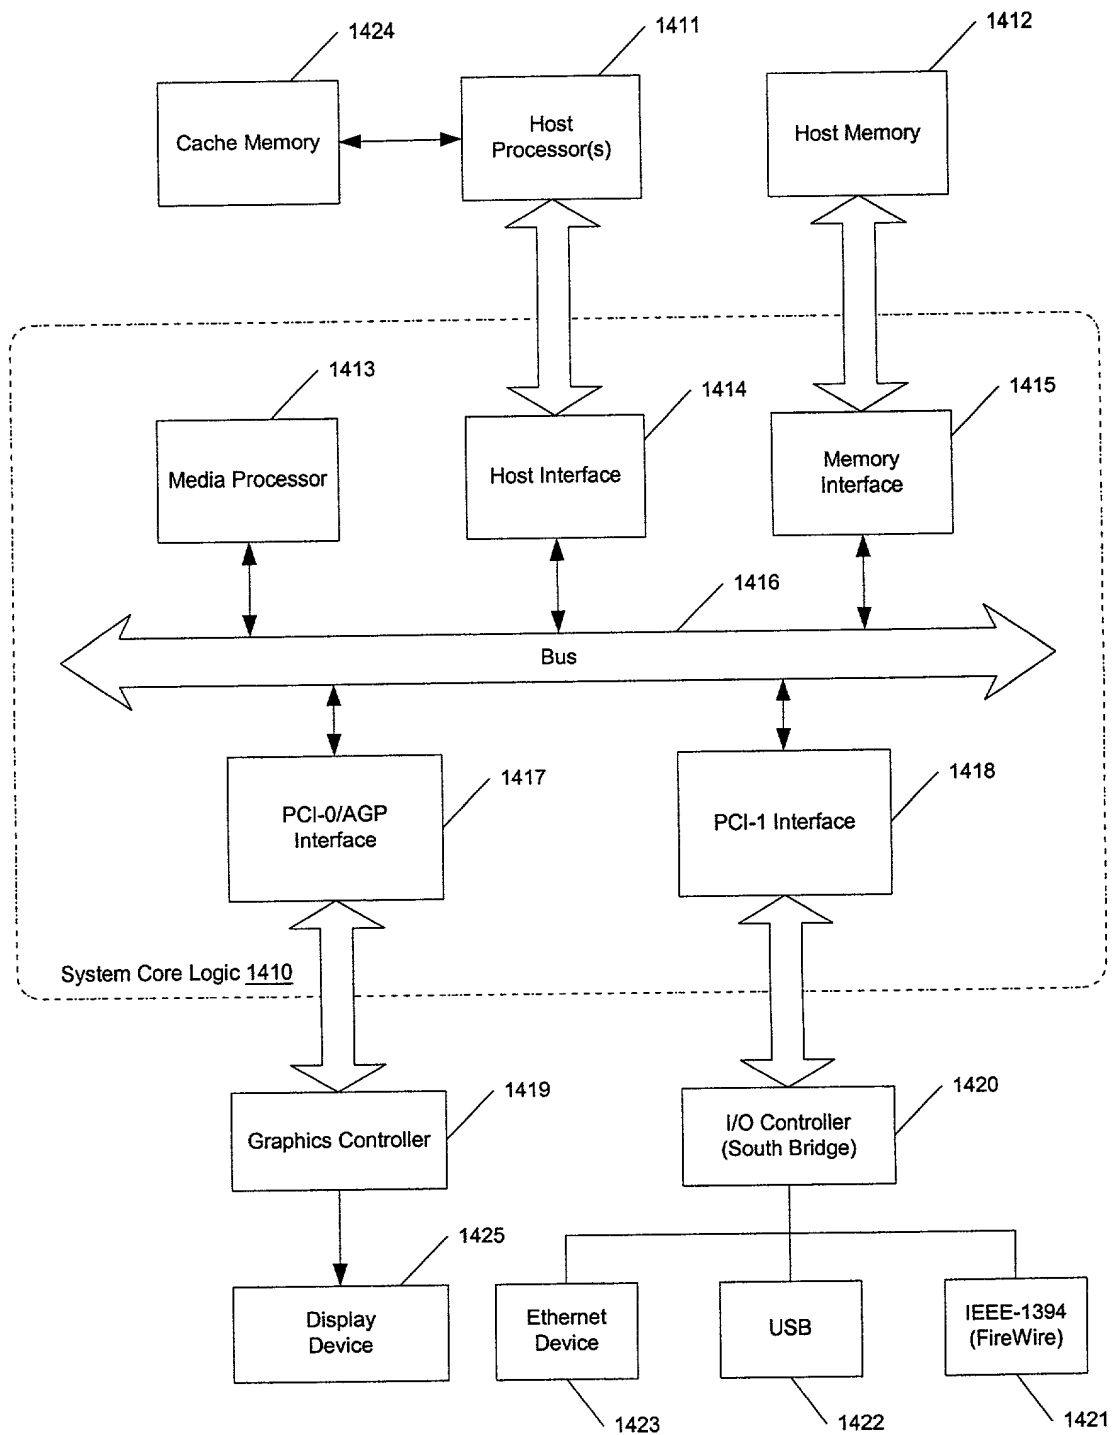 1424
1411
1412
Cache Memory
Host
Processor(s)
Host Memory
1413
1414
1415
Media Processor
Host Interface
Memory
Interface
1416
Bus
1417
1418
PCI-0/AGP
Interface
PCI-1 Interface
System Core Logic 1410
1419
1420
Graphics Controller
I/O Controller
(South Bridge)
1425
Display
Device
Ethernet
Device
USB
IEEE-1394
(FireWire)
1423
1422
1421